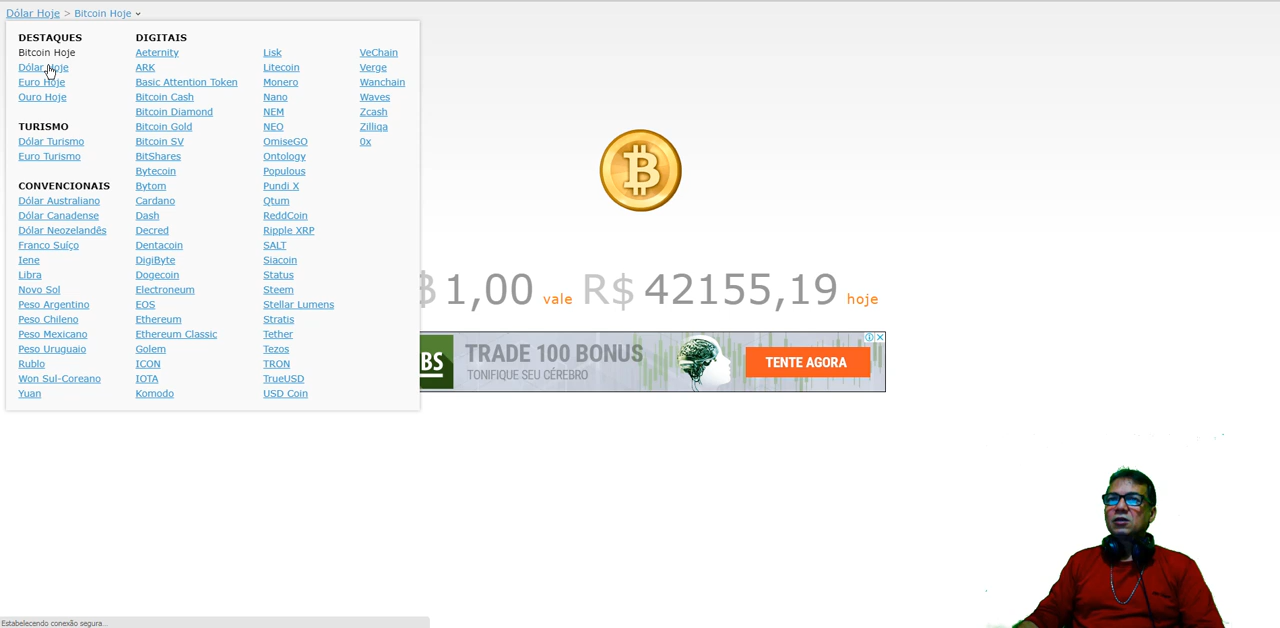 Dólar Hoje > Bitcoin Hoje
DESTAQUES
Bitcoin Hoje
Dólar Hoje
Euro Hoje
Ouro Hoje
TURISMO
Dólar Turismo
Euro Turismo
CONVENCIONAIS
Dólar Australiano
Dólar Canadense
Dólar Neozelandês
Franco Suíço
Iene
Libra
Novo Sol
Peso Argentino
Peso Chileno
Peso Mexicano
Peso Uruguaio
Rublo
Won Sul-Coreano
Yuan
DIGITAIS
Aeternity
ARK
Basic Attention Token
Bitcoin Cash
Bitcoin Diamond
Bitcoin Gold
Bitcoin SV
BitShares
Bytecoin
Bytom
Cardano
Dash
Decred
Dentacoin
DigiByte
Dogecoin
Electroneum
EOS
Ethereum
Ethereum Classic
Golem
ICON
IOTA
Komodo
Lisk
Litecoin
Monero
Nano
NEM
NEO
OmiseGO
Ontology
Populous
Pundi X
Qtum
ReddCoin
Ripple XRP
SALT
Siacoin
Status
Steem
Stellar Lumens
Stratis
Tether
Tezos
TRON
TrueUSD
USD Coin
VeChain
Verge
Wanchain
Waves
Zcash
Zilliqa
0x
1,00 vale R$ 42155,19 hoje
BS
TRADE 100 BONUS
TONIFIQUE SEU CÉREBRO
TENTE AGORA
Estabelecendo conexão segura...